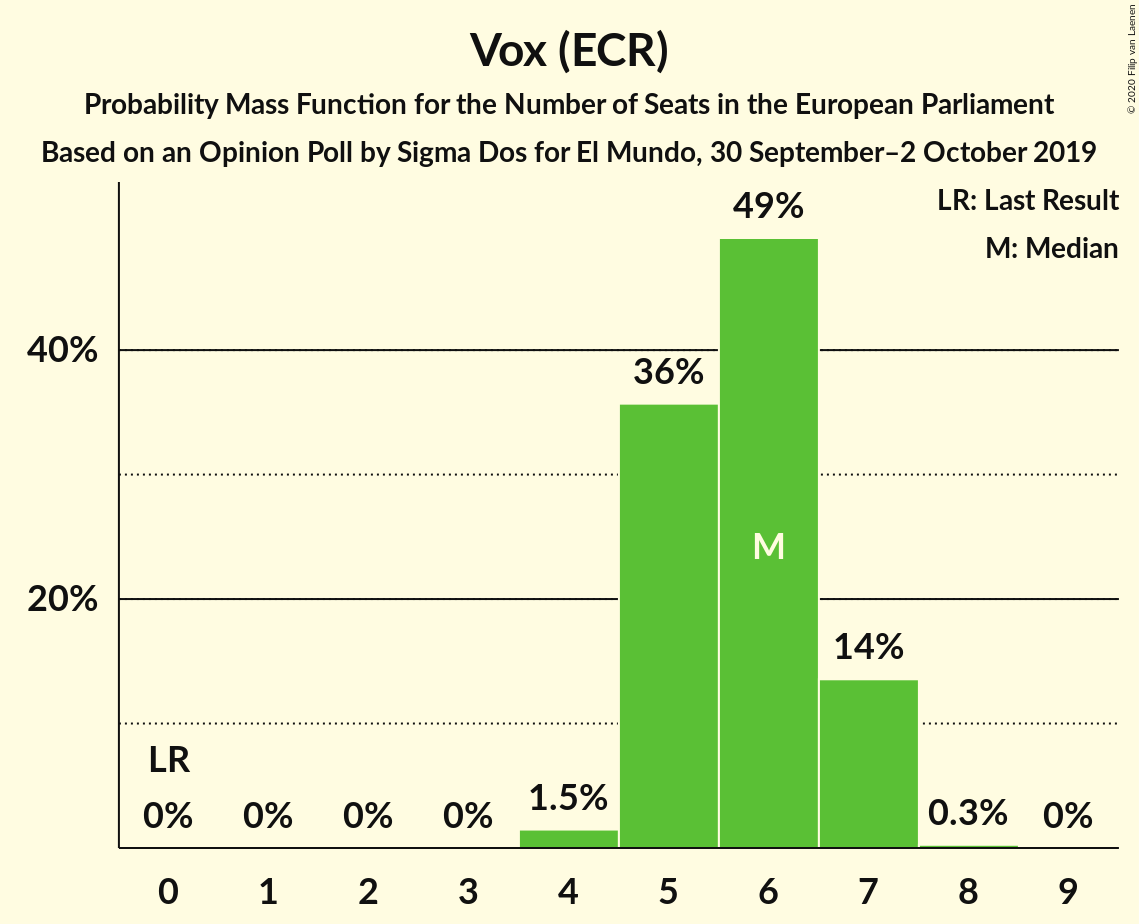 Vox (ECR)
Probability Mass Function for the Number of Seats in the European Parliament
Based on an Opinion Poll by Sigma Dos for El Mundo, 30 September–2 October 2019
© 2020 Filip van Laenen
LR: Last Result
M: Median
49%
40%
36%
M
20%
14%
LR
0% 0% 0% 0% 1.5% 0.3% 0%
0 1 2 3 4 5 6 7 8 9